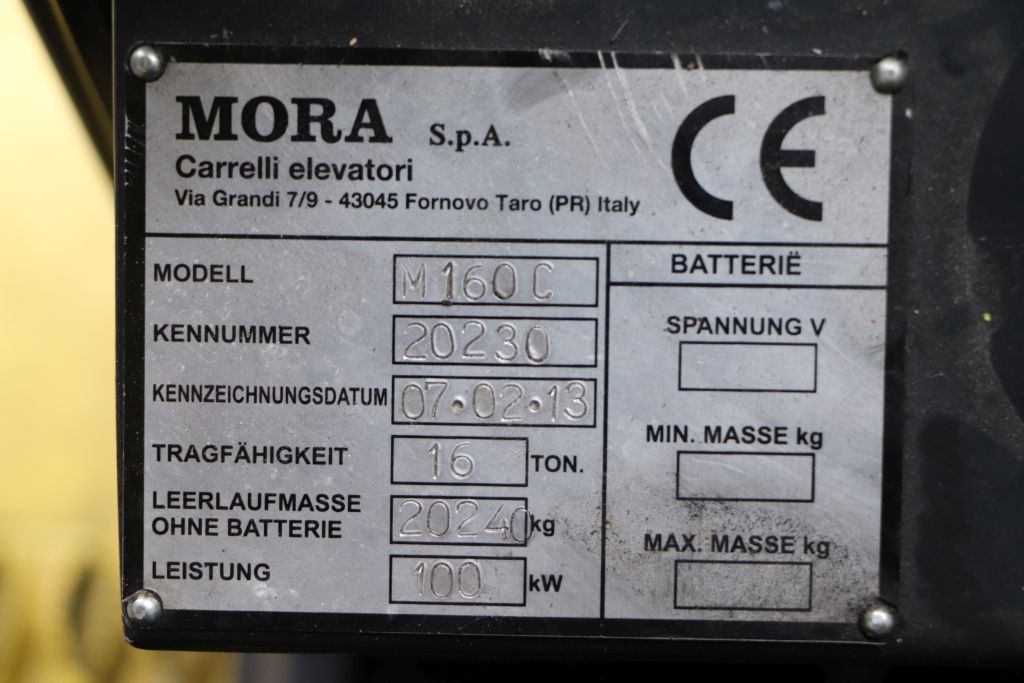 MORA S.p.A.
Carrelli elevatori
Via Grandi 7/9 - 43045 Fornovo Taro (PR) Italy
CE
MODELL M160C
KENNUMMER 20230
KENNZEICHNUNGSDATUM 07.02.13
TRAGFÄHIGKEIT 16 TON.
LEERLAUFMASSE
OHNE BATTERIE 20240 kg
LEISTUNG 100 kW
BATTERIË
SPANNUNG V
MIN. MASSE kg
MAX. MASSE kg